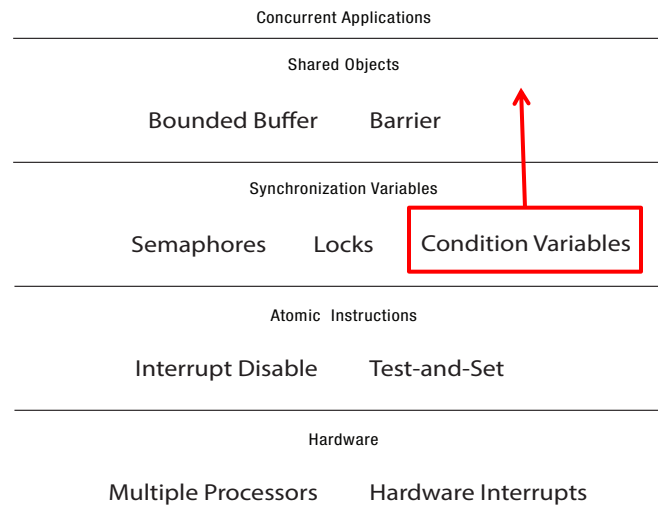 Concurrent Applications
Shared Objects
Bounded Buffer Barrier
Synchronization Variables
Semaphores Locks Condition Variables
Atomic Instructions
Interrupt Disable Test-and-Set
Hardware
Multiple Processors Hardware Interrupts